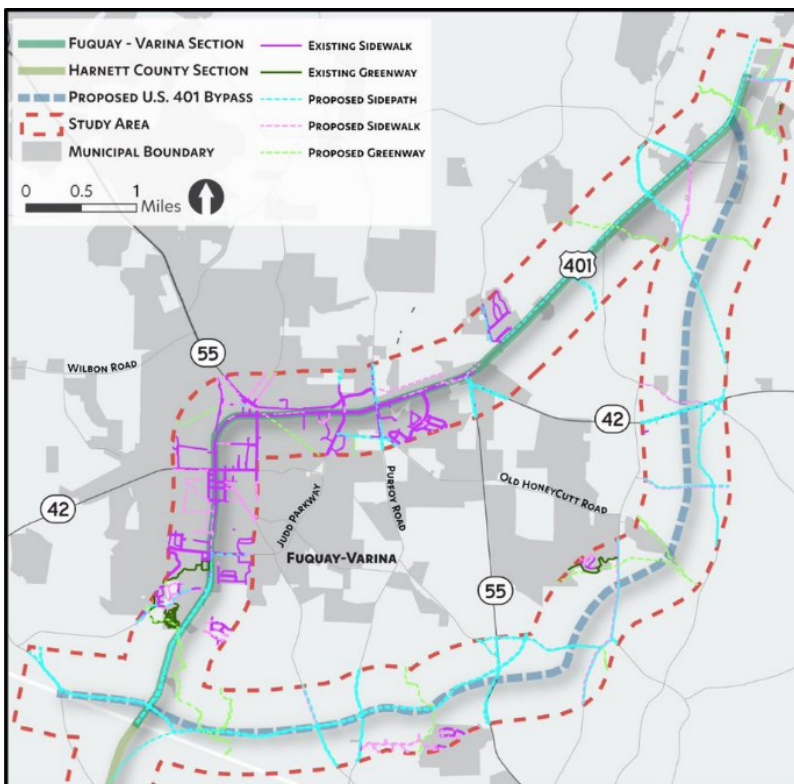 Fuquay - Varina Section
Harnett County Section
Proposed U.S. 401 Bypass
Study Area
Municipal Boundary
Existing Sidewalk
Existing Greenway
Proposed Sidepath
Proposed Sidewalk
Proposed Greenway
0 0.5 1
Miles
401
55
Wilbon Road
42
Old HoneyCutt Road
Purfoy Road
Judd Parkway
42
Fuquay-Varina
55